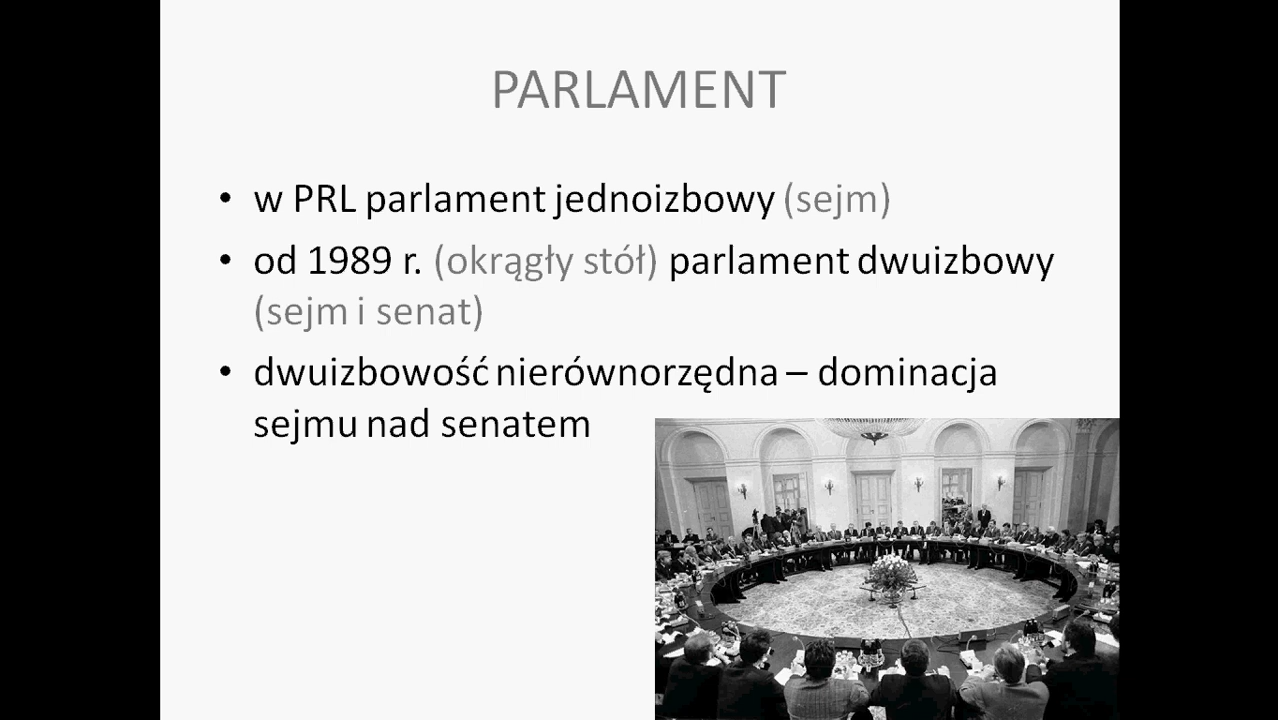 PARLAMENT
• w PRL parlament jednoizbowy (sejm)
• od 1989 r. (okrągły stół) parlament dwuizbowy
(sejm i senat)
• dwuizbowość nierównorzędna – dominacja
sejmu nad senatem